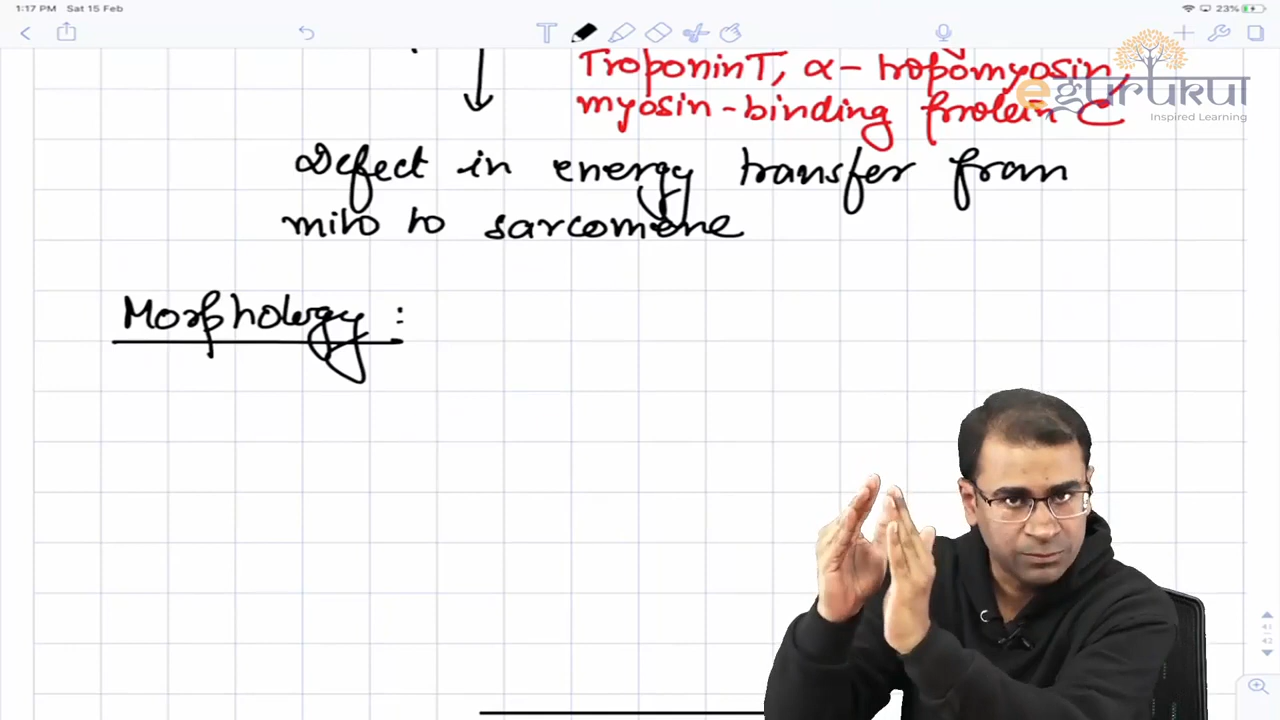 1:17 PM Sat 15 Feb
23%
T
Troponin T, α- tropomyosin,
egurukul
myosin-binding protein C
Inspired Learning
Defect in energy transfer from
mito to sarcomere
Morphology :